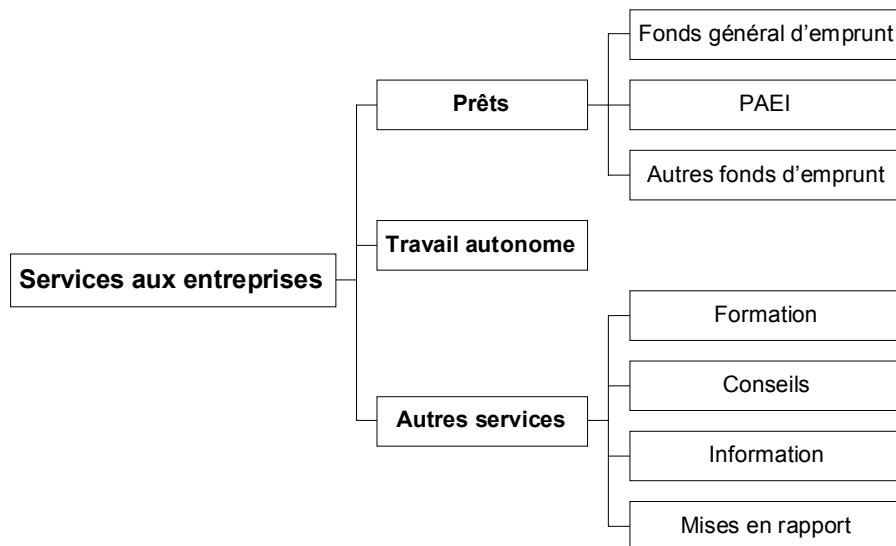 Services aux entreprises
Prêts
Fonds général d’emprunt
PAEI
Autres fonds d’emprunt
Travail autonome
Autres services
Formation
Conseils
Information
Mises en rapport